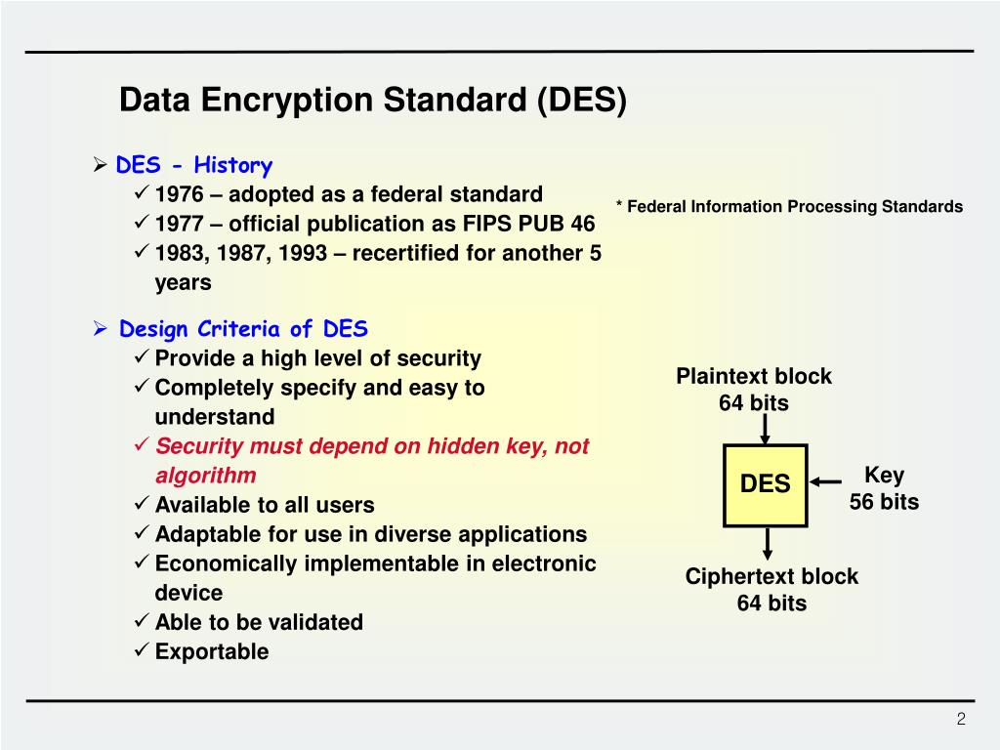 Data Encryption Standard (DES)
➢ DES - History
✓ 1976 – adopted as a federal standard
* Federal Information Processing Standards
✓ 1977 – official publication as FIPS PUB 46
✓ 1983, 1987, 1993 – recertified for another 5
years
➢ Design Criteria of DES
✓ Provide a high level of security
✓ Completely specify and easy to
understand
✓ Security must depend on hidden key, not
algorithm
✓ Available to all users
✓ Adaptable for use in diverse applications
✓ Economically implementable in electronic
device
✓ Able to be validated
✓ Exportable
Plaintext block
64 bits
DES
Key
56 bits
Ciphertext block
64 bits
2